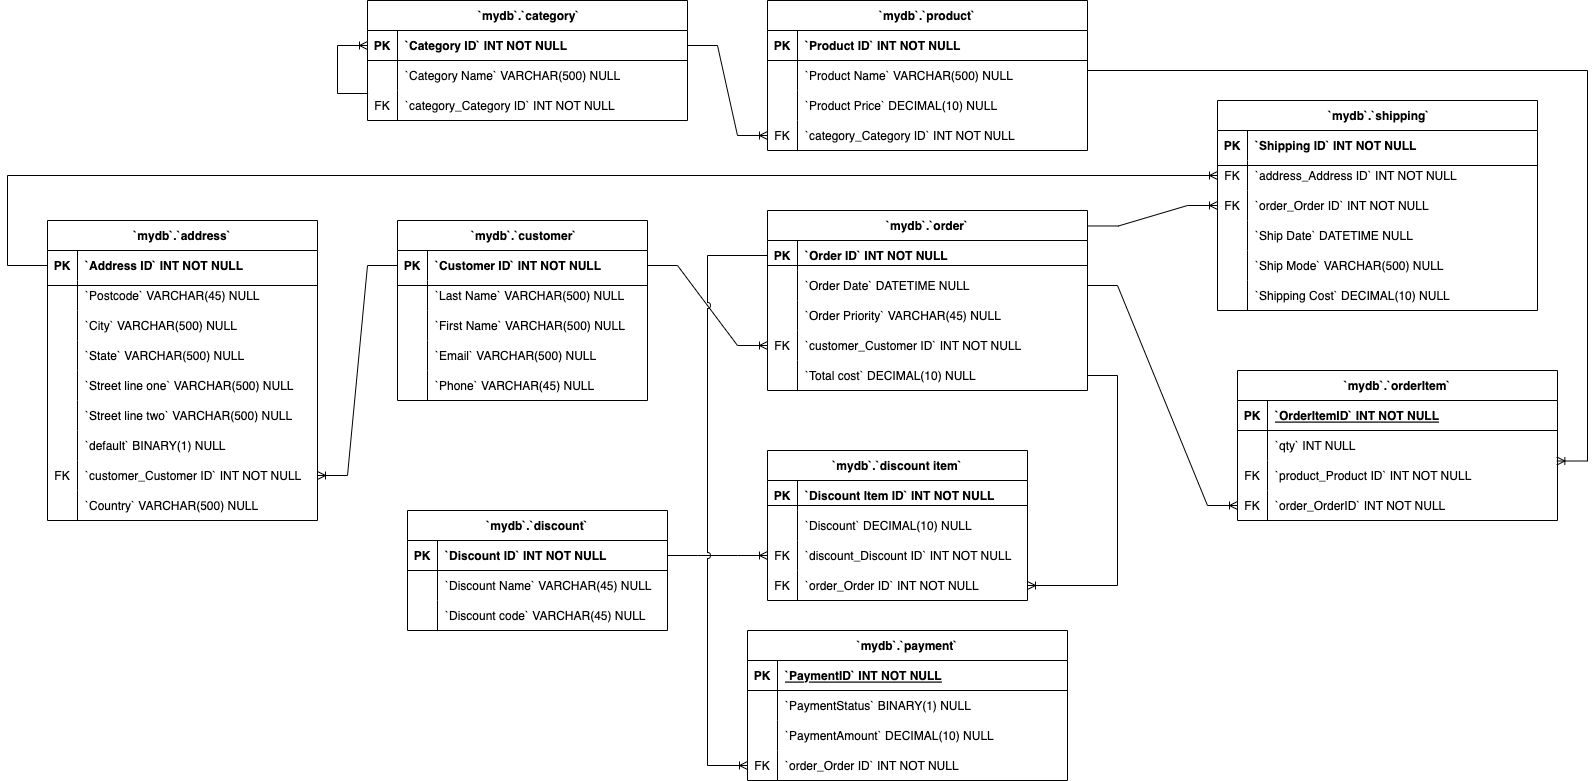 `mydb`.`category`
PK `Category ID` INT NOT NULL
`Category Name` VARCHAR(500) NULL
FK `category_Category ID` INT NOT NULL
`mydb`.`product`
PK `Product ID` INT NOT NULL
`Product Name` VARCHAR(500) NULL
`Product Price` DECIMAL(10) NULL
FK `category_Category ID` INT NOT NULL
`mydb`.`shipping`
PK `Shipping ID` INT NOT NULL
FK `address_Address ID` INT NOT NULL
FK `order_Order ID` INT NOT NULL
`Ship Date` DATETIME NULL
`Ship Mode` VARCHAR(500) NULL
`Shipping Cost` DECIMAL(10) NULL
`mydb`.`address`
PK `Address ID` INT NOT NULL
`Postcode` VARCHAR(45) NULL
`City` VARCHAR(500) NULL
`State` VARCHAR(500) NULL
`Street line one` VARCHAR(500) NULL
`Street line two` VARCHAR(500) NULL
`default` BINARY(1) NULL
FK `customer_Customer ID` INT NOT NULL
`Country` VARCHAR(500) NULL
`mydb`.`customer`
PK `Customer ID` INT NOT NULL
`Last Name` VARCHAR(500) NULL
`First Name` VARCHAR(500) NULL
`Email` VARCHAR(500) NULL
`Phone` VARCHAR(45) NULL
`mydb`.`order`
PK `Order ID` INT NOT NULL
`Order Date` DATETIME NULL
`Order Priority` VARCHAR(45) NULL
FK `customer_Customer ID` INT NOT NULL
`Total cost` DECIMAL(10) NULL
`mydb`.`orderItem`
PK `OrderItemID` INT NOT NULL
`qty` INT NULL
FK `product_Product ID` INT NOT NULL
FK `order_OrderID` INT NOT NULL
`mydb`.`discount item`
PK `Discount Item ID` INT NOT NULL
`Discount` DECIMAL(10) NULL
FK `discount_Discount ID` INT NOT NULL
FK `order_Order ID` INT NOT NULL
`mydb`.`discount`
PK `Discount ID` INT NOT NULL
`Discount Name` VARCHAR(45) NULL
`Discount code` VARCHAR(45) NULL
`mydb`.`payment`
PK `PaymentID` INT NOT NULL
`PaymentStatus` BINARY(1) NULL
`PaymentAmount` DECIMAL(10) NULL
FK `order_Order ID` INT NOT NULL